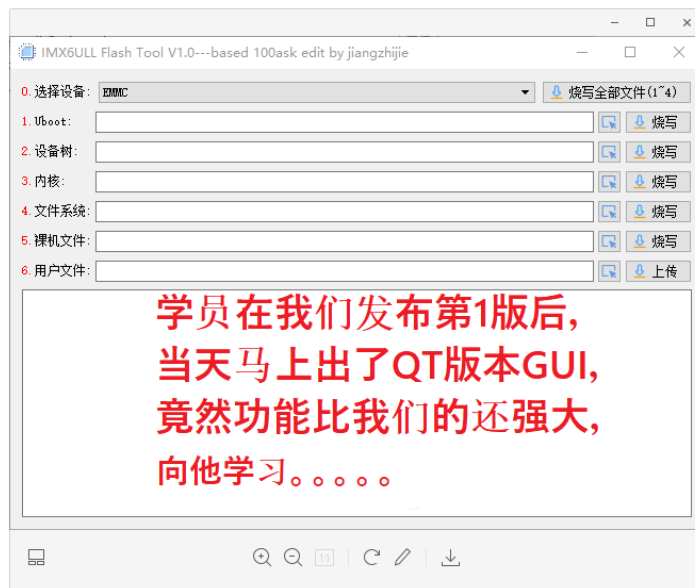 IMX6ULL Flash Tool V1.0---based 100ask edit by jiangzhijie
0.选择设备: EMMC 烧写全部文件(1~4)
1.Uboot: 烧写
2.设备树: 烧写
3.内核: 烧写
4.文件系统: 烧写
5.裸机文件: 烧写
6.用户文件: 上传
学员在我们发布第1版后,
当天马上出了QT版本GUI,
竟然功能比我们的还强大,
向他学习。。。。。
1:1